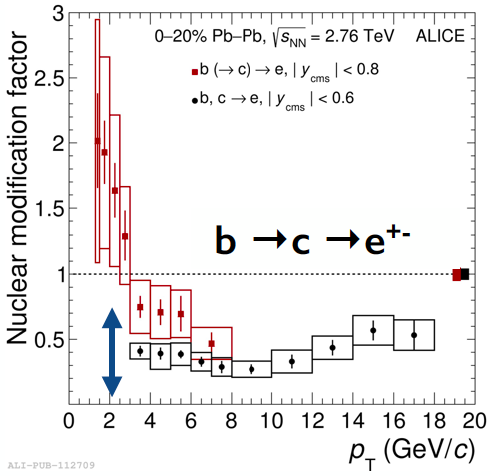 0–20% Pb–Pb, √sNN = 2.76 TeV ALICE
b (→ c) → e, | ycms | < 0.8
b, c → e, | ycms | < 0.6
b → c → e+-
Nuclear modification factor
3
2.5
2
1.5
1
0.5
0 2 4 6 8 10 12 14 16 18 20
pT (GeV/c)
ALI-PUB-112709